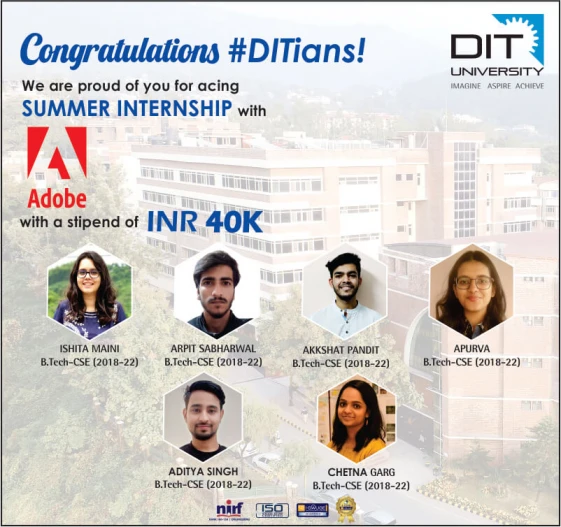 Congratulations #DITians!
DIT
UNIVERSITY
IMAGINE ASPIRE ACHIEVE
We are proud of you for acing
SUMMER INTERNSHIP with
Adobe
with a stipend of INR 40K
ISHITA MAINI
B.Tech-CSE (2018-22)
ARPIT SABHARWAL
B.Tech-CSE (2018-22)
AKKSHAT PANDIT
B.Tech-CSE (2018-22)
APURVA
B.Tech-CSE (2018-22)
ADITYA SINGH
B.Tech-CSE (2018-22)
CHETNA GARG
B.Tech-CSE (2018-22)
nirf
ISO